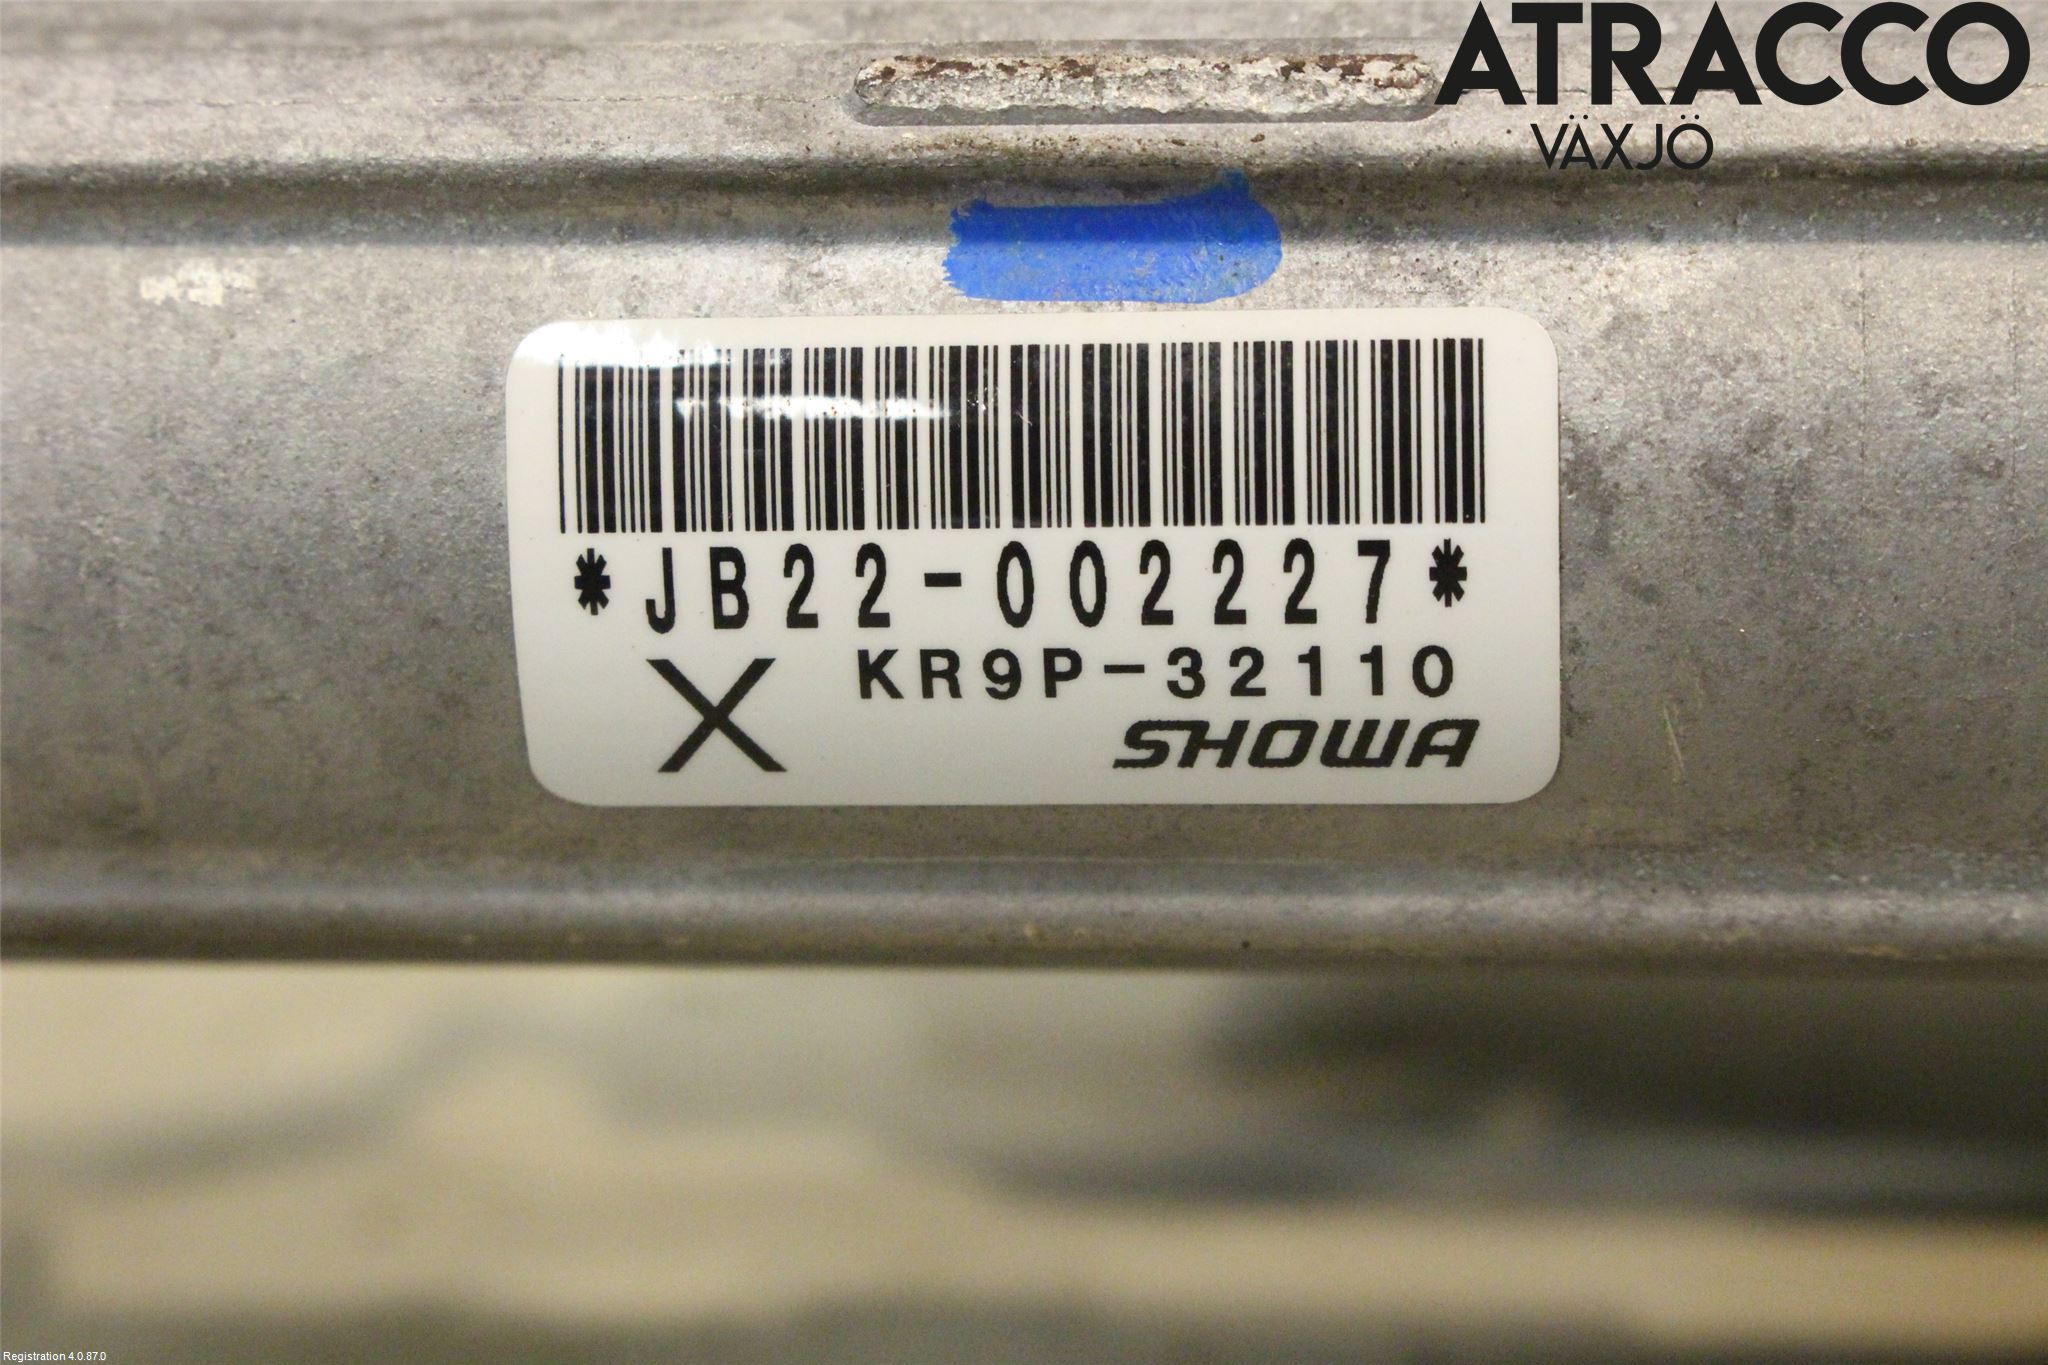 ATRACCO
VÄXJÖ
*JB22-002227*
X KR9P-32110
SHOWA
Registration 4.0.87.0